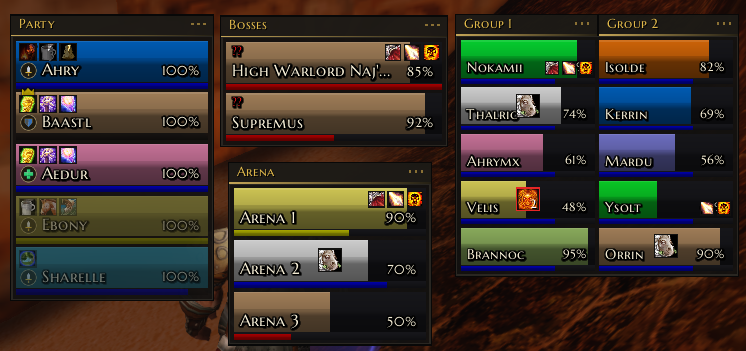 Party
Ahry 100%
Baastl 100%
Aedur 100%
Ebony 100%
Sharelle 100%
Bosses
??
High Warlord Naj'... 85%
??
Supremus 92%
Arena
Arena 1 90%
Arena 2 70%
Arena 3 50%
Group 1
Nokamii
Thalric 74%
Ahrymx 61%
Velis 2 48%
Brannoc 95%
Group 2
Isolde 82%
Kerrin 69%
Mardu 56%
Ysolt
Orrin 90%